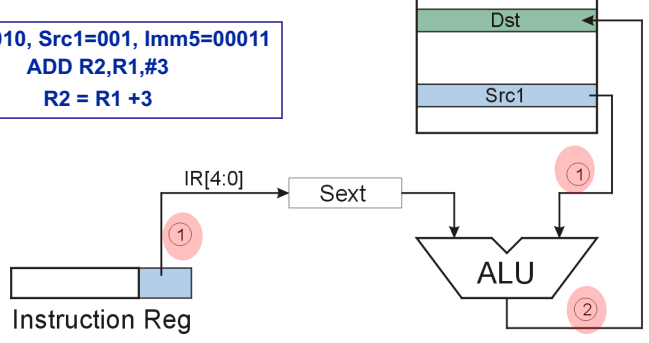 010, Src1=001, Imm5=00011
ADD R2,R1,#3
R2 = R1 +3
Dst
Src1
IR[4:0]
Sext
1
1
ALU
2
Instruction Reg